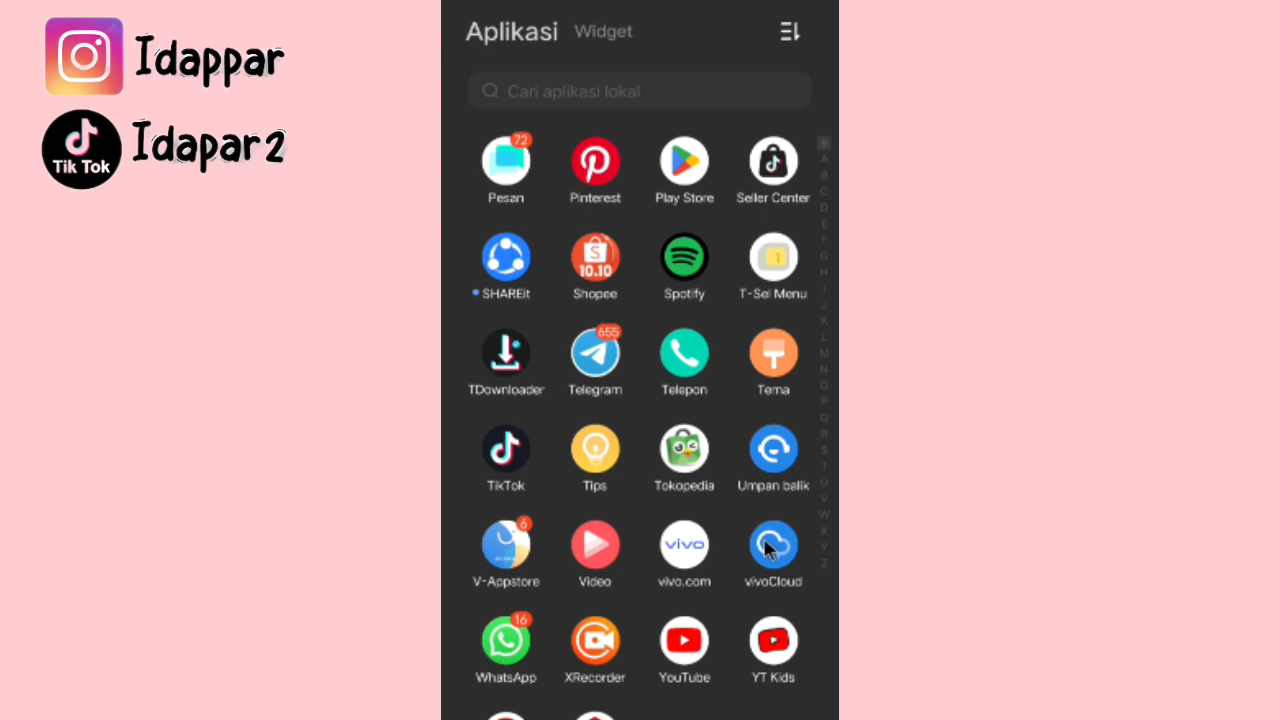 Idappar
Tik Tok
Idapar2
Aplikasi Widget
Cari aplikasi lokal
72
Pesan Pinterest Play Store Seller Center
S
10.10
1
SHAREit Shopee Spotify T-Sel Menu
655
TDownloader Telegram Telepon Tema
TikTok Tips Tokopedia Umpan balik
6
vivo
V-Appstore Video vivo.com vivoCloud
16
WhatsApp XRecorder YouTube YT Kids
A
B
C
D
E
F
G
H
I
J
K
L
M
N
O
P
Q
R
S
T
U
V
W
X
Y
Z